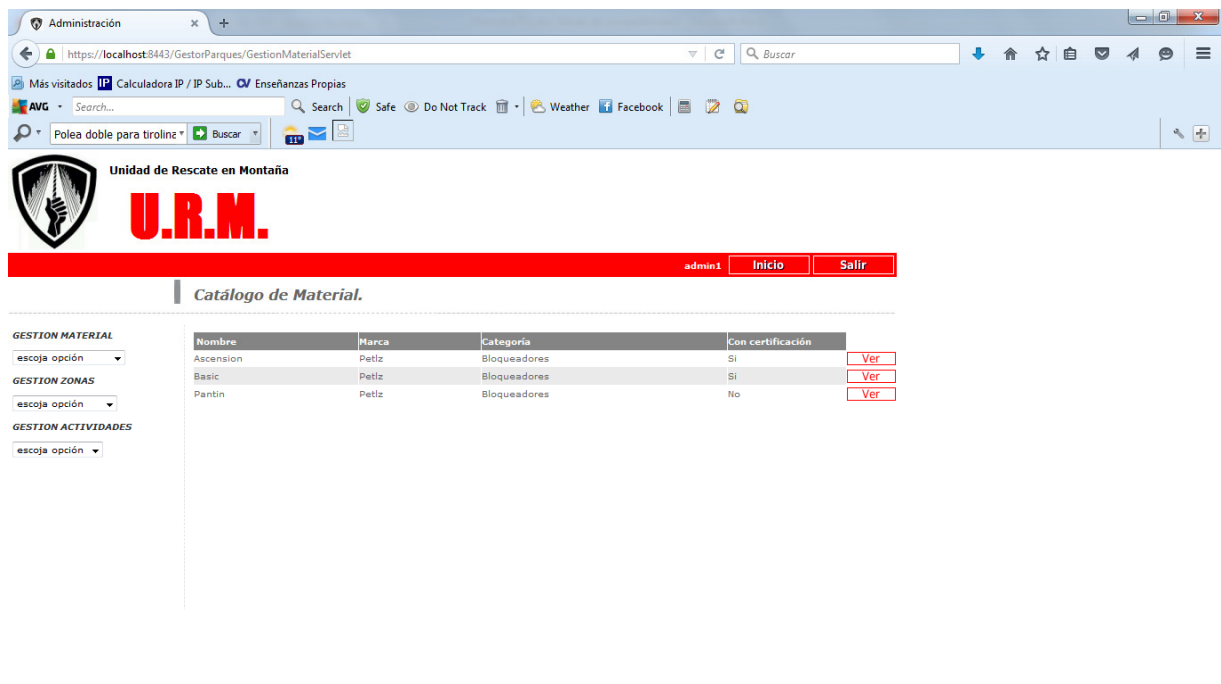 Administración
https://localhost:8443/GestorParques/GestionMaterialServlet
Buscar
Más visitados IP Calculadora IP / IP Sub... CV Enseñanzas Propias
AVG Search... Search Safe Do Not Track Weather Facebook
Polea doble para tirolina Buscar 11°
Unidad de Rescate en Montaña
U.R.M.
admin1 Inicio Salir
Catálogo de Material.
GESTION MATERIAL
escoja opción
GESTION ZONAS
escoja opción
GESTION ACTIVIDADES
escoja opción
Nombre Marca Categoría Con certificación
Ascension Petlz Bloqueadores Si Ver
Basic Petlz Bloqueadores Si Ver
Pantin Petlz Bloqueadores No Ver